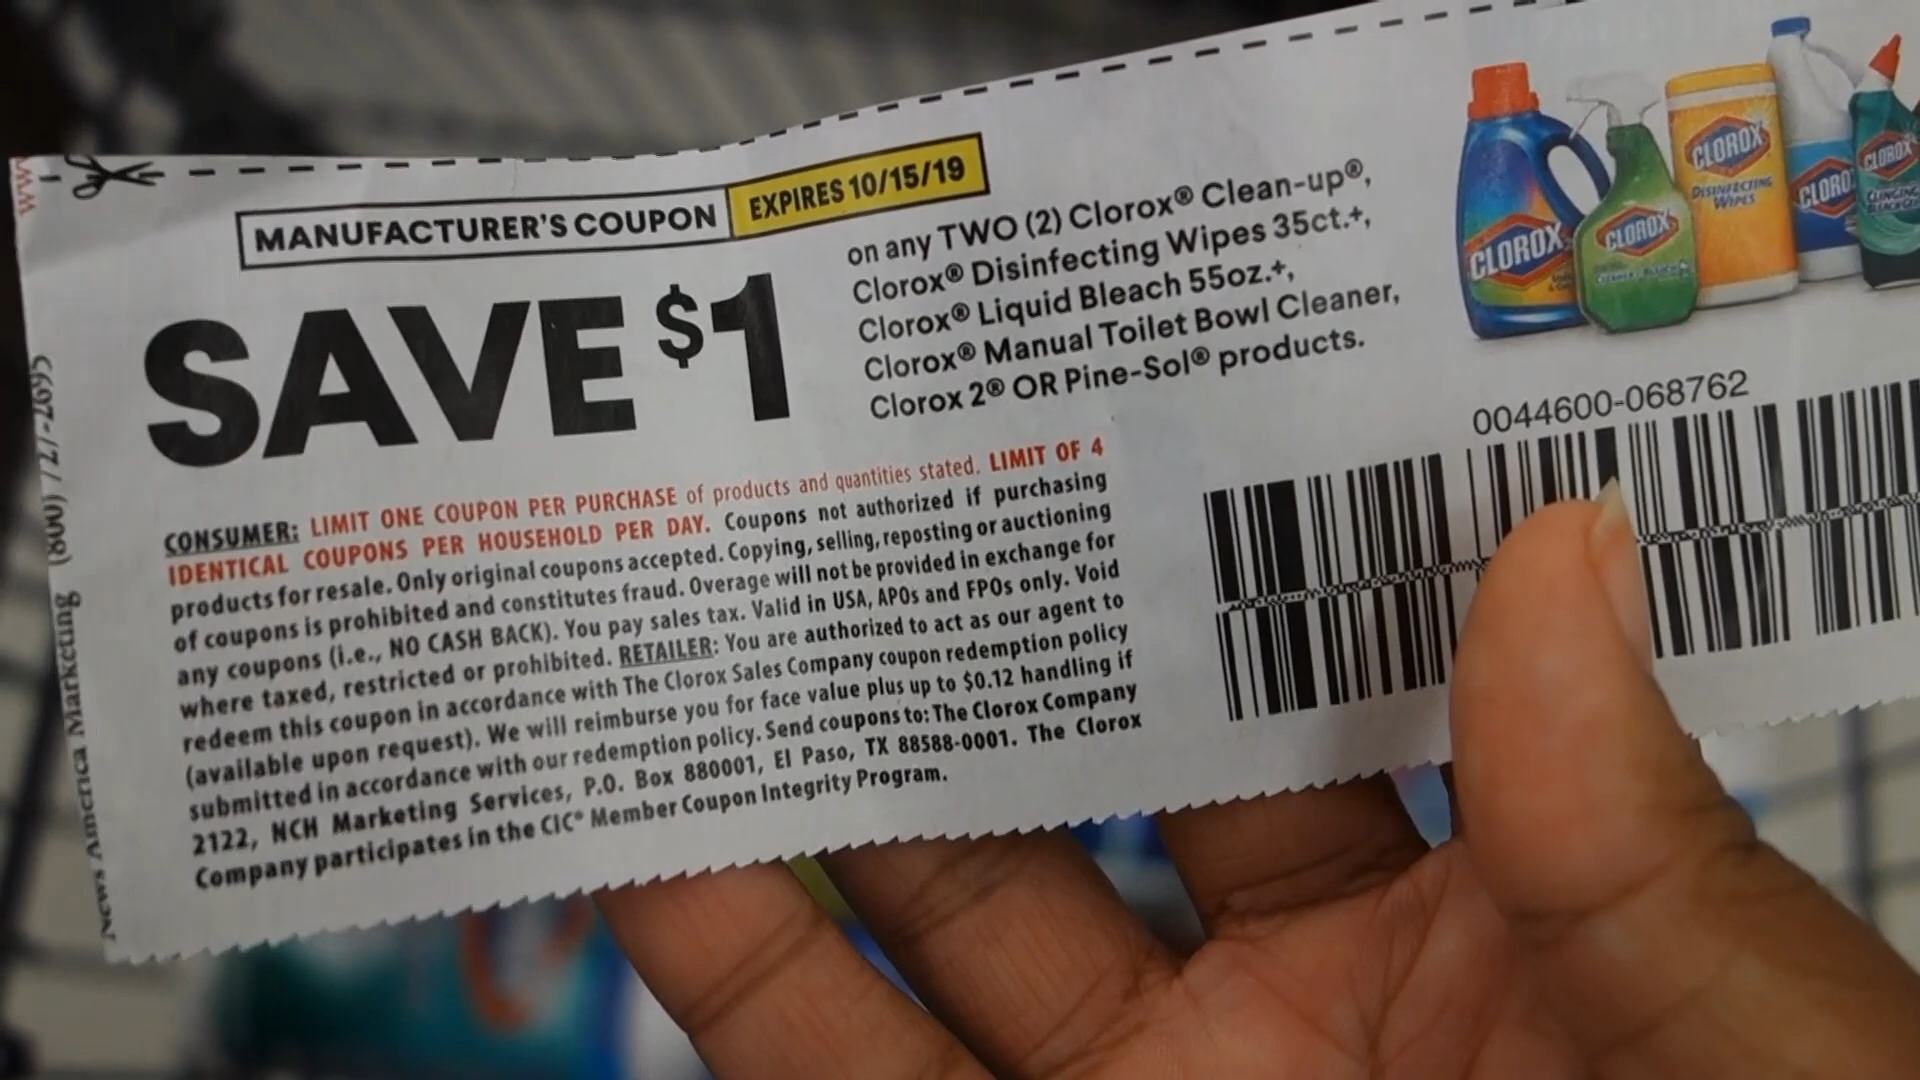 MANUFACTURER'S COUPON
EXPIRES 10/15/19
SAVE $1
on any TWO (2) Clorox® Clean-up®,
Clorox® Disinfecting Wipes 35ct.+,
Clorox® Liquid Bleach 55oz.+,
Clorox® Manual Toilet Bowl Cleaner,
Clorox 2® OR Pine-Sol® products.
CONSUMER: LIMIT ONE COUPON PER PURCHASE of products and quantities stated. LIMIT OF 4
IDENTICAL COUPONS PER HOUSEHOLD PER DAY. Coupons not authorized if purchasing
products for resale. Only original coupons accepted. Copying, selling, reposting or auctioning
of coupons is prohibited and constitutes fraud. Overage will not be provided in exchange for
any coupons (i.e., NO CASH BACK). You pay sales tax. Valid in USA, APOs and FPOs only. Void
where taxed, restricted or prohibited. RETAILER: You are authorized to act as our agent to
redeem this coupon in accordance with The Clorox Sales Company coupon redemption policy
(available upon request). We will reimburse you for face value plus up to $0.12 handling if
submitted in accordance with our redemption policy. Send coupons to: The Clorox Company
2122, NCH Marketing Services, P.O. Box 880001, El Paso, TX 88588-0001. The Clorox
Company participates in the CIC® Member Coupon Integrity Program.
News America Marketing (800) 727-2695
0044600-068762
CLOROX
CLOROX
CLOROX
DISINFECTING
WIPES
CLORO
CLOROX